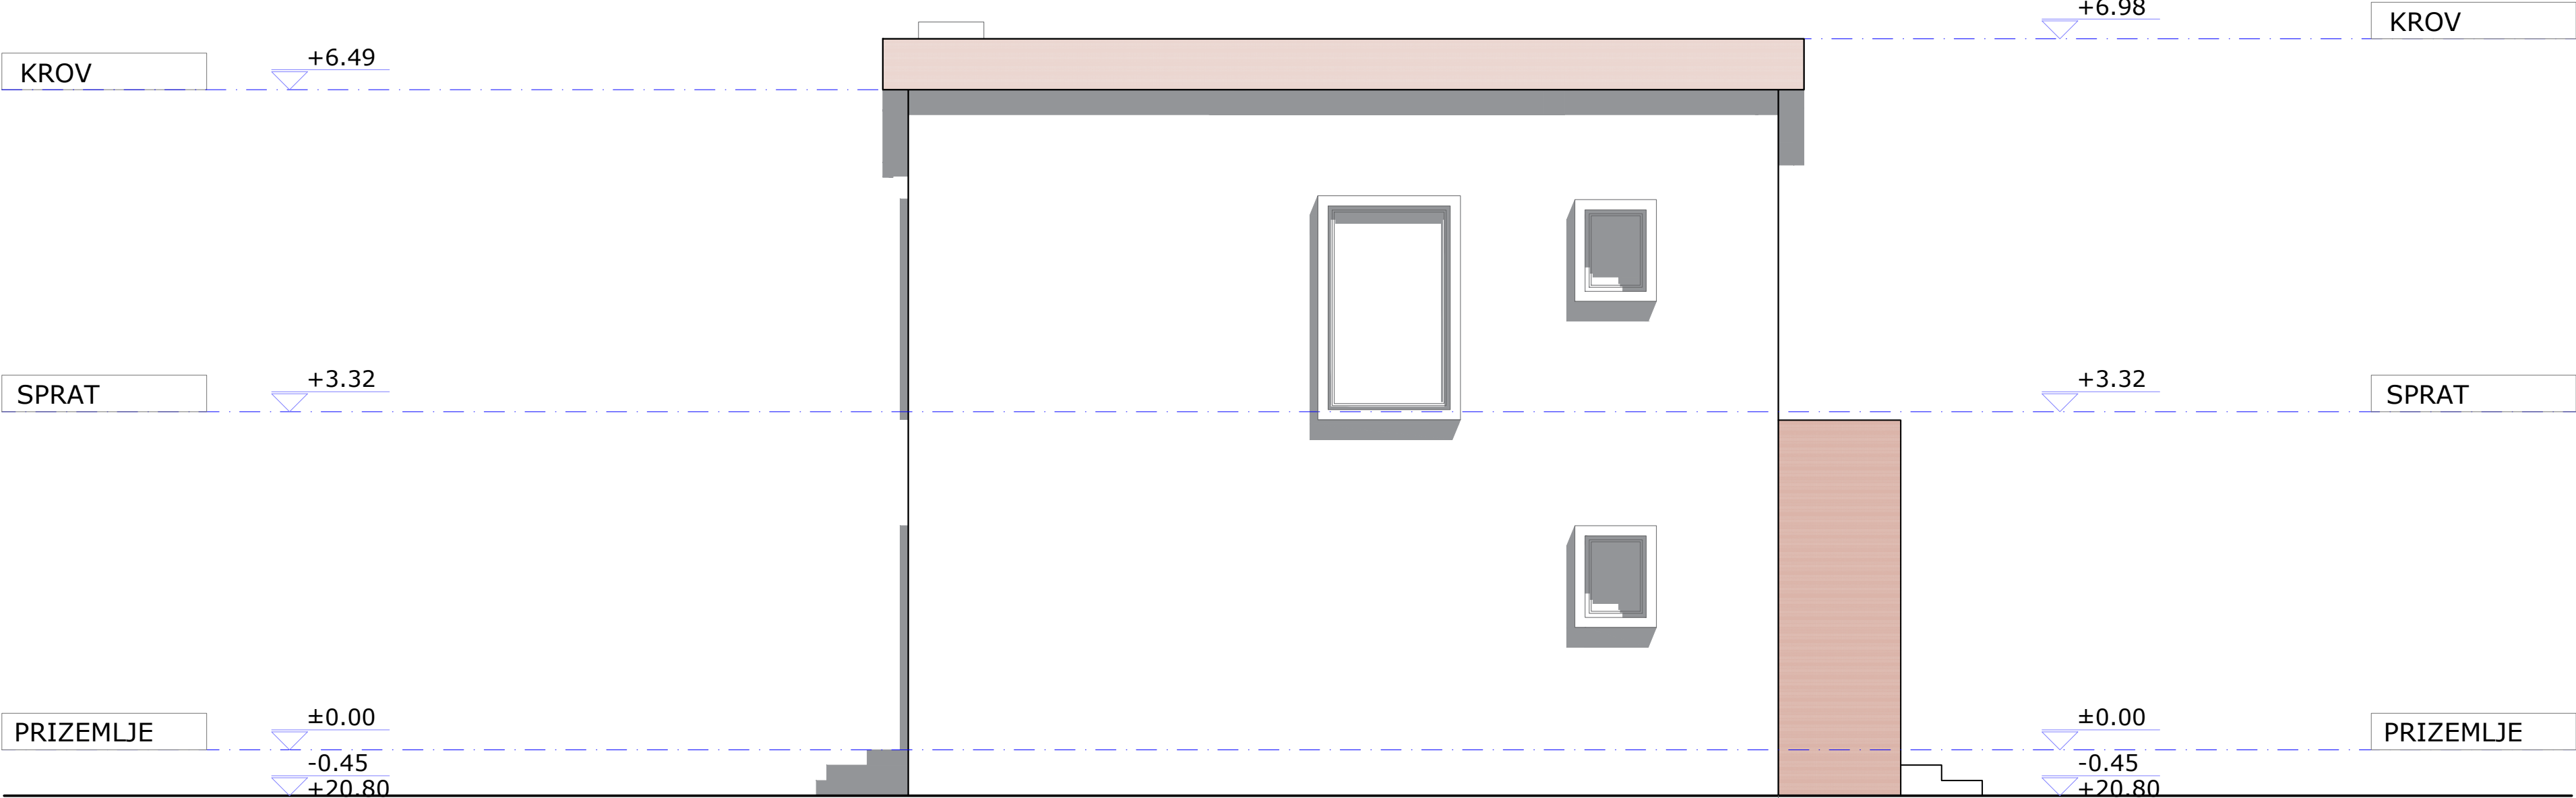 +6.98
KROV
+6.49
KROV
+3.32
SPRAT
+3.32
SPRAT
±0.00
PRIZEMLJE
±0.00
PRIZEMLJE
-0.45
-0.45
+20.80
+20.80